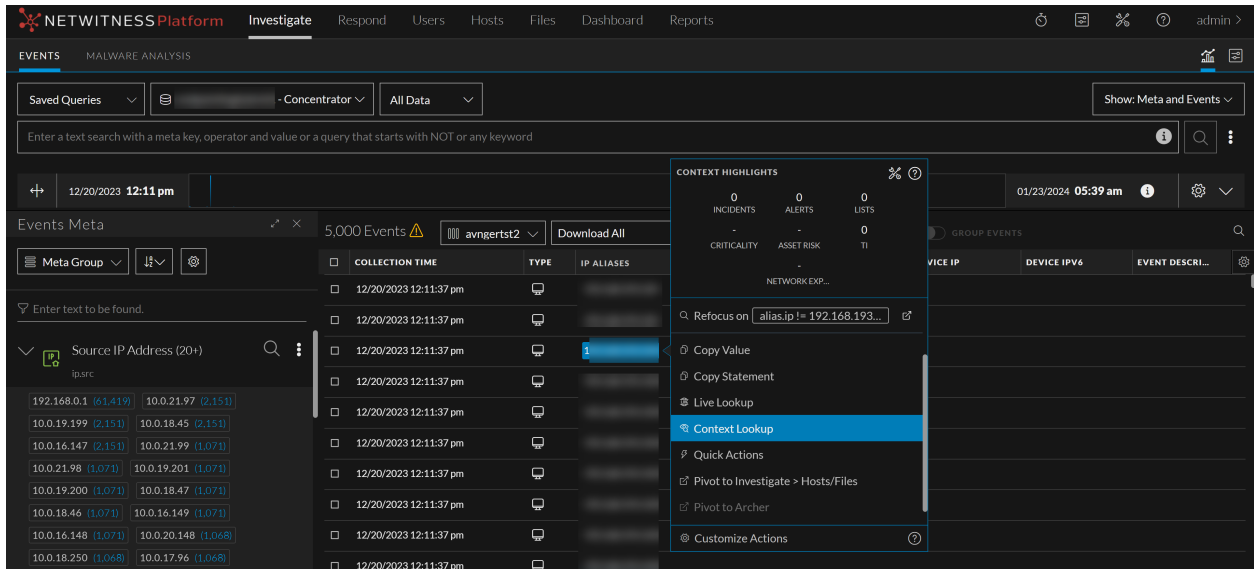 NETWITNESS Platform Investigate Respond Users Hosts Files Dashboard Reports admin >
EVENTS MALWARE ANALYSIS
Saved Queries - Concentrator All Data Show: Meta and Events
Enter a text search with a meta key, operator and value or a query that starts with NOT or any keyword
12/20/2023 12:11 pm 01/23/2024 05:39 am
Events Meta
Meta Group
Enter text to be found.
Source IP Address (20+)
ip.src
192.168.0.1 (61,419) 10.0.21.97 (2,151)
10.0.19.199 (2,151) 10.0.18.45 (2,151)
10.0.16.147 (2,151) 10.0.21.99 (1,071)
10.0.21.98 (1,071) 10.0.19.201 (1,071)
10.0.19.200 (1,071) 10.0.18.47 (1,071)
10.0.18.46 (1,071) 10.0.16.149 (1,071)
10.0.16.148 (1,071) 10.0.20.148 (1,068)
10.0.18.250 (1,068) 10.0.17.96 (1,068)
5,000 Events avngertst2 Download All GROUP EVENTS
COLLECTION TIME TYPE IP ALIASES VICE IP DEVICE IPV6 EVENT DESCRI...
12/20/2023 12:11:37 pm
12/20/2023 12:11:37 pm
12/20/2023 12:11:37 pm 1
12/20/2023 12:11:37 pm
12/20/2023 12:11:37 pm
12/20/2023 12:11:37 pm
12/20/2023 12:11:37 pm
12/20/2023 12:11:37 pm
12/20/2023 12:11:37 pm
12/20/2023 12:11:37 pm
CONTEXT HIGHLIGHTS
0 0 0
INCIDENTS ALERTS LISTS
- - 0
CRITICALITY ASSET RISK TI
-
NETWORK EXP...
Refocus on alias.ip != 192.168.193...
Copy Value
Copy Statement
Live Lookup
Context Lookup
Quick Actions
Pivot to Investigate > Hosts/Files
Pivot to Archer
Customize Actions